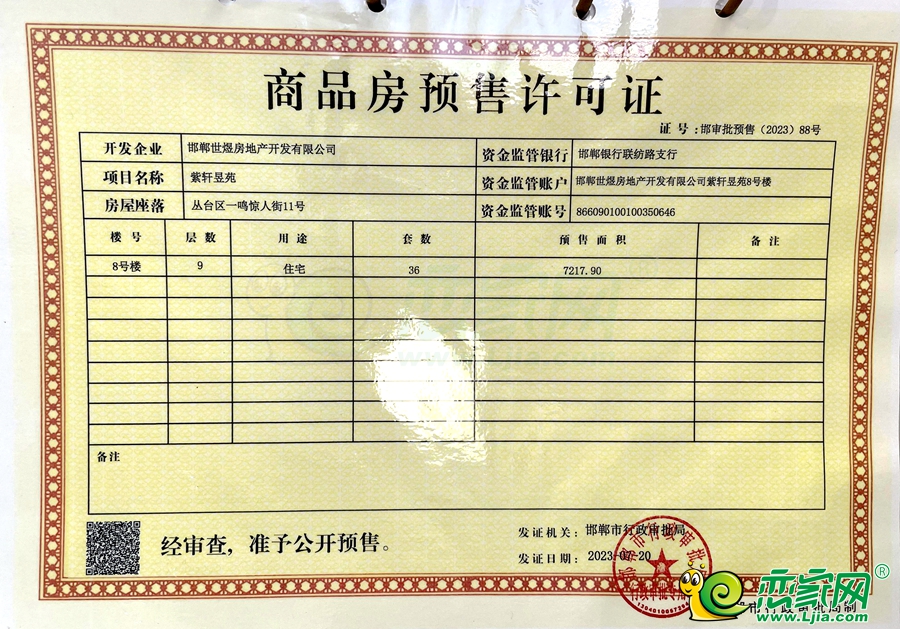 商品房预售许可证
证 号：邯审批预售（2023）88号
开发企业 邯郸世煜房地产开发有限公司 资金监管银行 邯郸银行联纺路支行
项目名称 紫轩昱苑 资金监管账户 邯郸世煜房地产开发有限公司紫轩昱苑8号楼
房屋座落 丛台区一鸣惊人街11号 资金监管账号 866090100100350646
楼 号 层 数 用 途 套 数 预 售 面 积 备 注
8号楼 9 住宅 36 7217.90
备注
经审查，准予公开预售。
发证机关：邯郸市行政审批局
发证日期：2023-07-20
恋家网®
www.Ljia.com